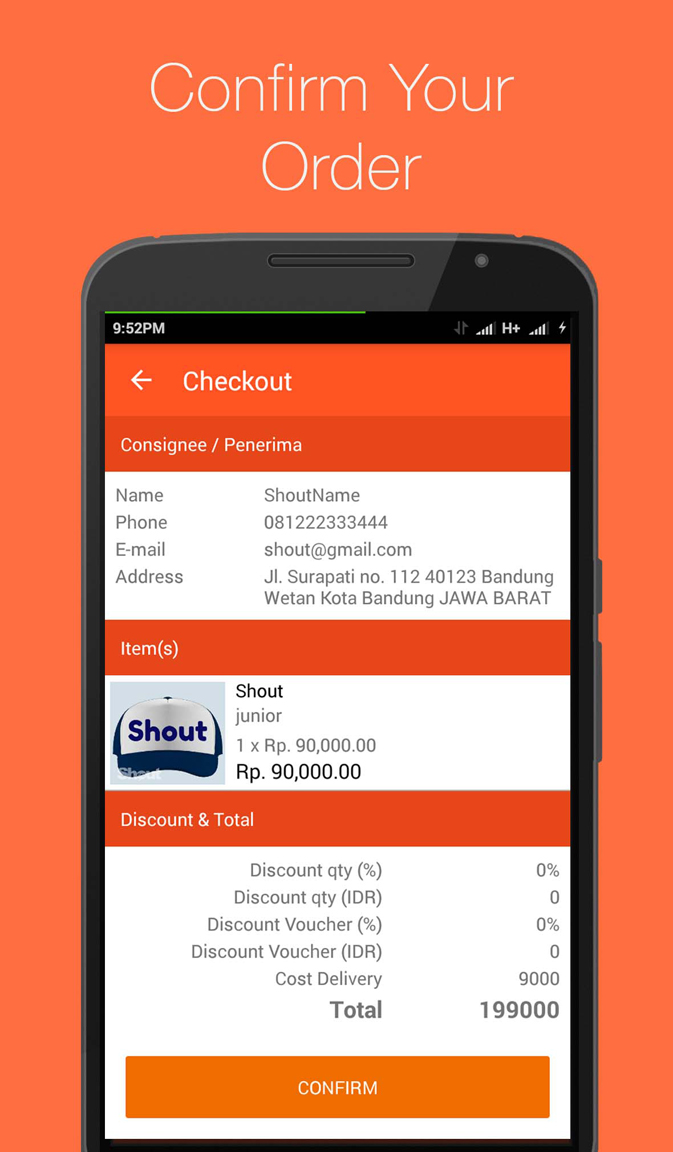 Confirm Your
Order
9:52PM
H+
Checkout
Consignee / Penerima
Name ShoutName
Phone 081222333444
E-mail shout@gmail.com
Address Jl. Surapati no. 112 40123 Bandung
Wetan Kota Bandung JAWA BARAT
Item(s)
Shout
Shout
Shout
junior
1 x Rp. 90,000.00
Rp. 90,000.00
Discount & Total
Discount qty (%) 0%
Discount qty (IDR) 0
Discount Voucher (%) 0%
Discount Voucher (IDR) 0
Cost Delivery 9000
Total 199000
CONFIRM